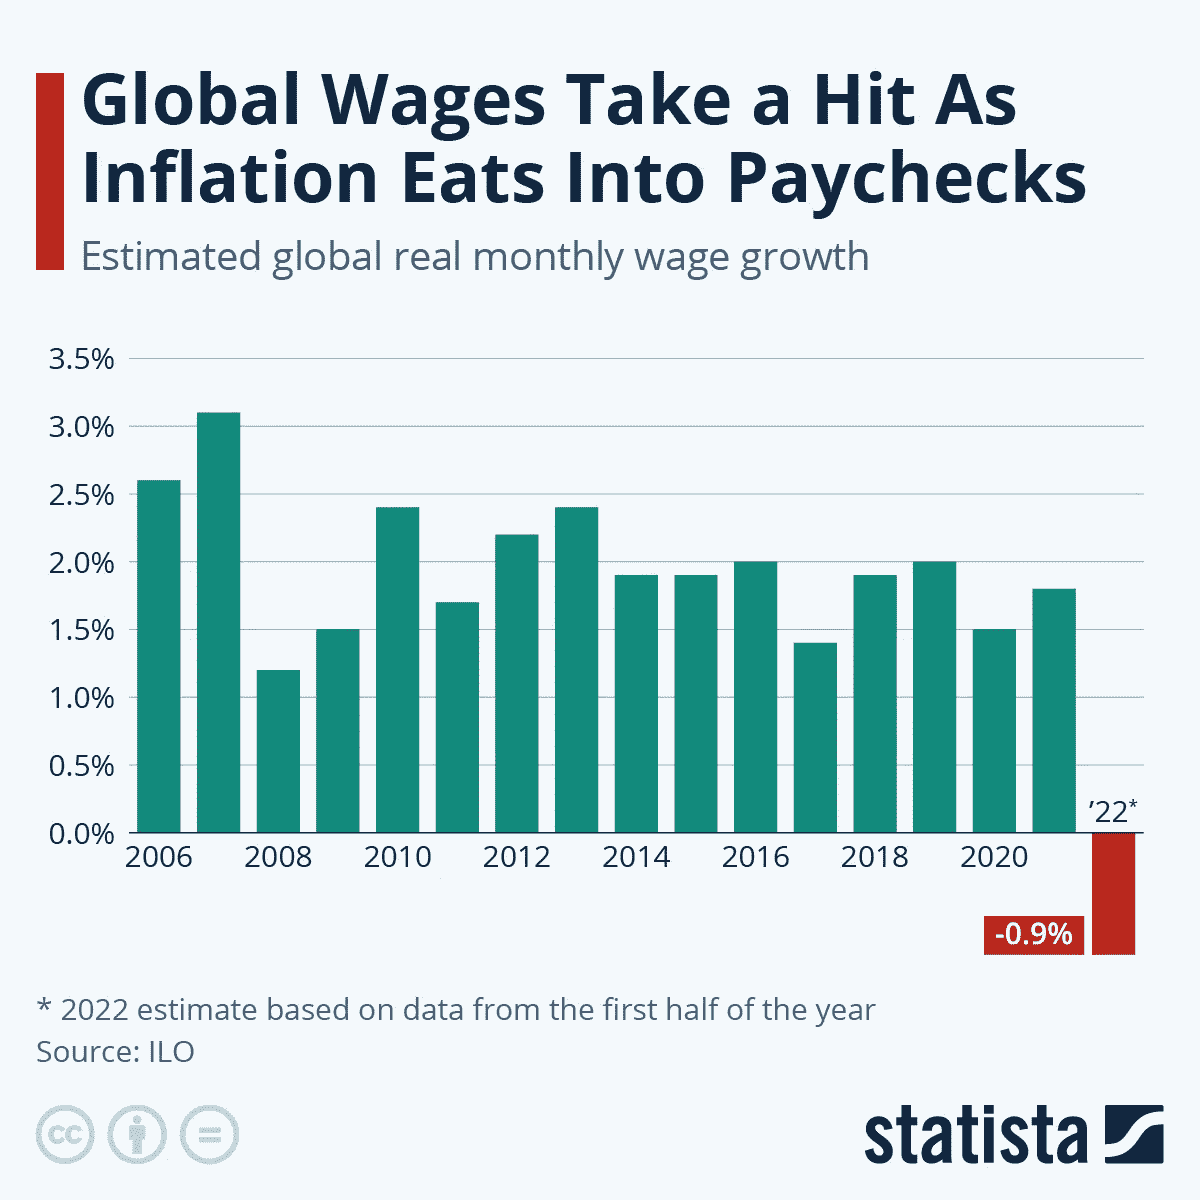 Global Wages Take a Hit As
Inflation Eats Into Paychecks
Estimated global real monthly wage growth
3.5%
3.0%
2.5%
2.0%
1.5%
1.0%
0.5%
0.0%
'22*
2006 2008 2010 2012 2014 2016 2018 2020
-0.9%
* 2022 estimate based on data from the first half of the year
Source: ILO
cc
statista